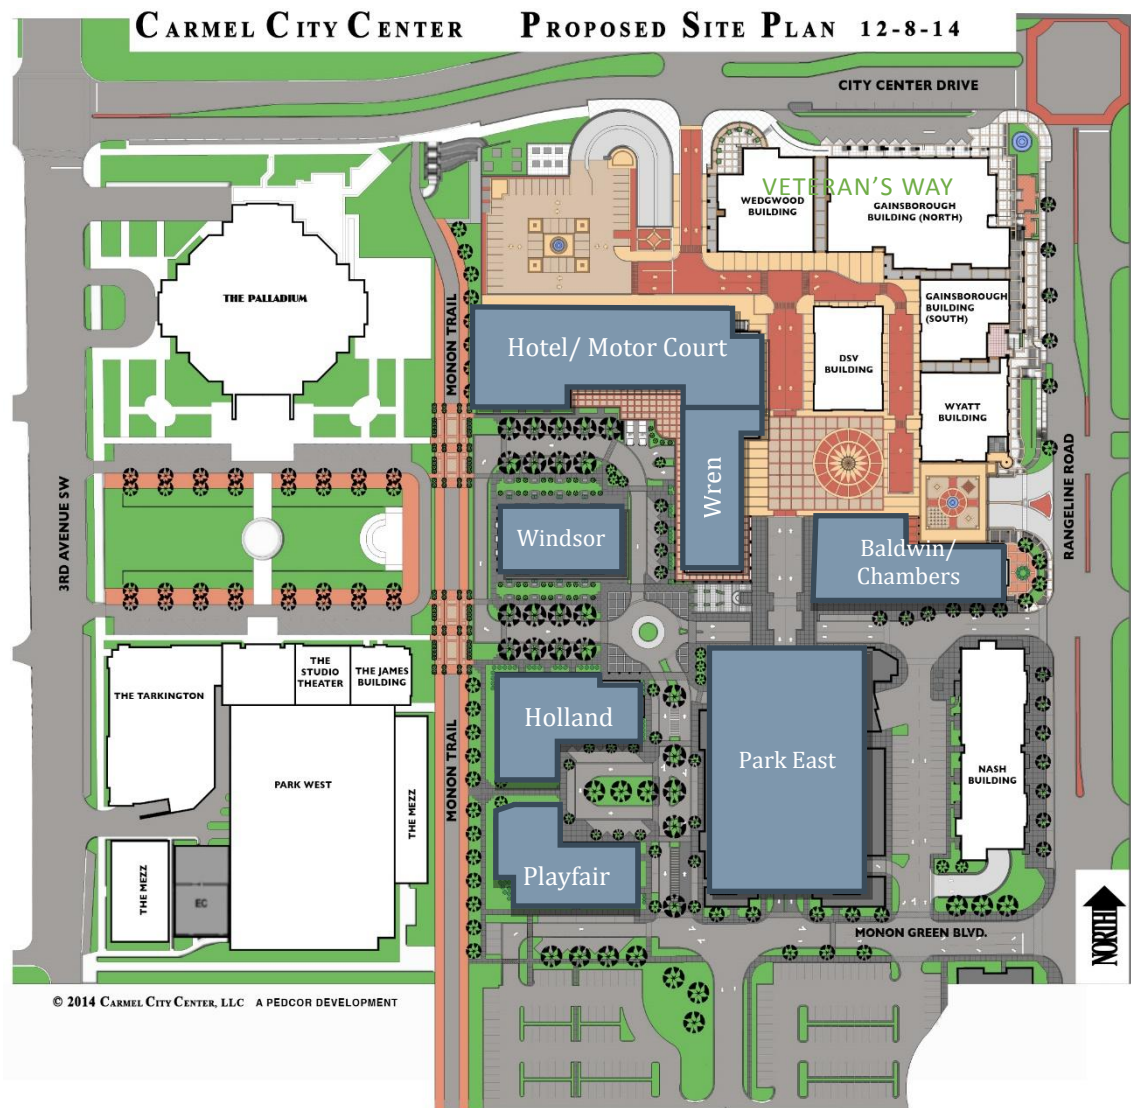 CARMEL CITY CENTER PROPOSED SITE PLAN 12-8-14
CITY CENTER DRIVE
VETERAN'S WAY
WEDGWOOD
BUILDING
GAINSBOROUGH
BUILDING (NORTH)
THE PALLADIUM
MONON TRAIL
GAINSBOROUGH
BUILDING
(SOUTH)
Hotel/ Motor Court
DSV
BUILDING
WYATT
BUILDING
3RD AVENUE SW
RANGELINE ROAD
Wren
Windsor
Baldwin/
Chambers
THE TARKINGTON
THE
STUDIO
THEATER
THE JAMES
BUILDING
Holland
Park East
NASH
BUILDING
PARK WEST
MONON TRAIL
THE MEZZ
THE MEZZ
EC
Playfair
MONON GREEN BLVD.
NORTH
© 2014 CARMEL CITY CENTER, LLC A PEDCOR DEVELOPMENT